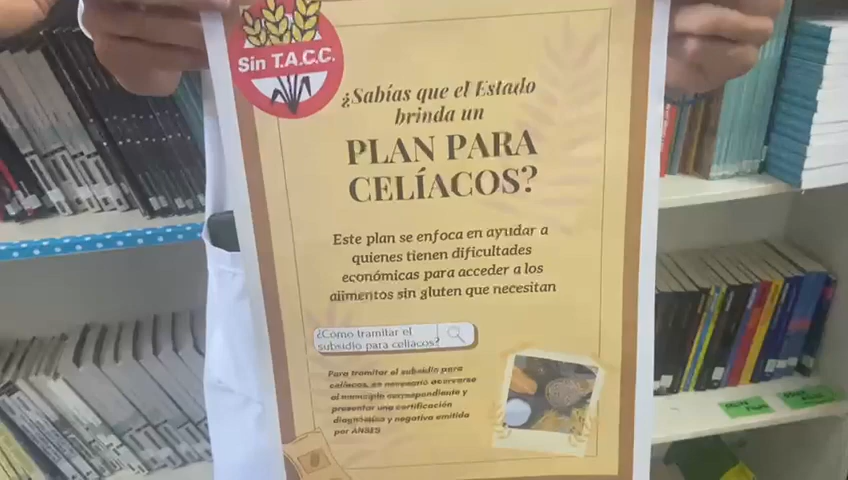 Sin T.A.C.C.
¿Sabías que el Estado
brinda un
PLAN PARA
CELÍACOS?
Este plan se enfoca en ayudar a
quienes tienen dificultades
económicas para acceder a los
alimentos sin gluten que necesitan
¿Cómo tramitar el
subsidio para celíacos?
Para tramitar el subsidio para
celíacos, es necesario acercarse
al municipio correspondiente y
presentar una certificación
diagnóstica y negativa emitida
por ANSES